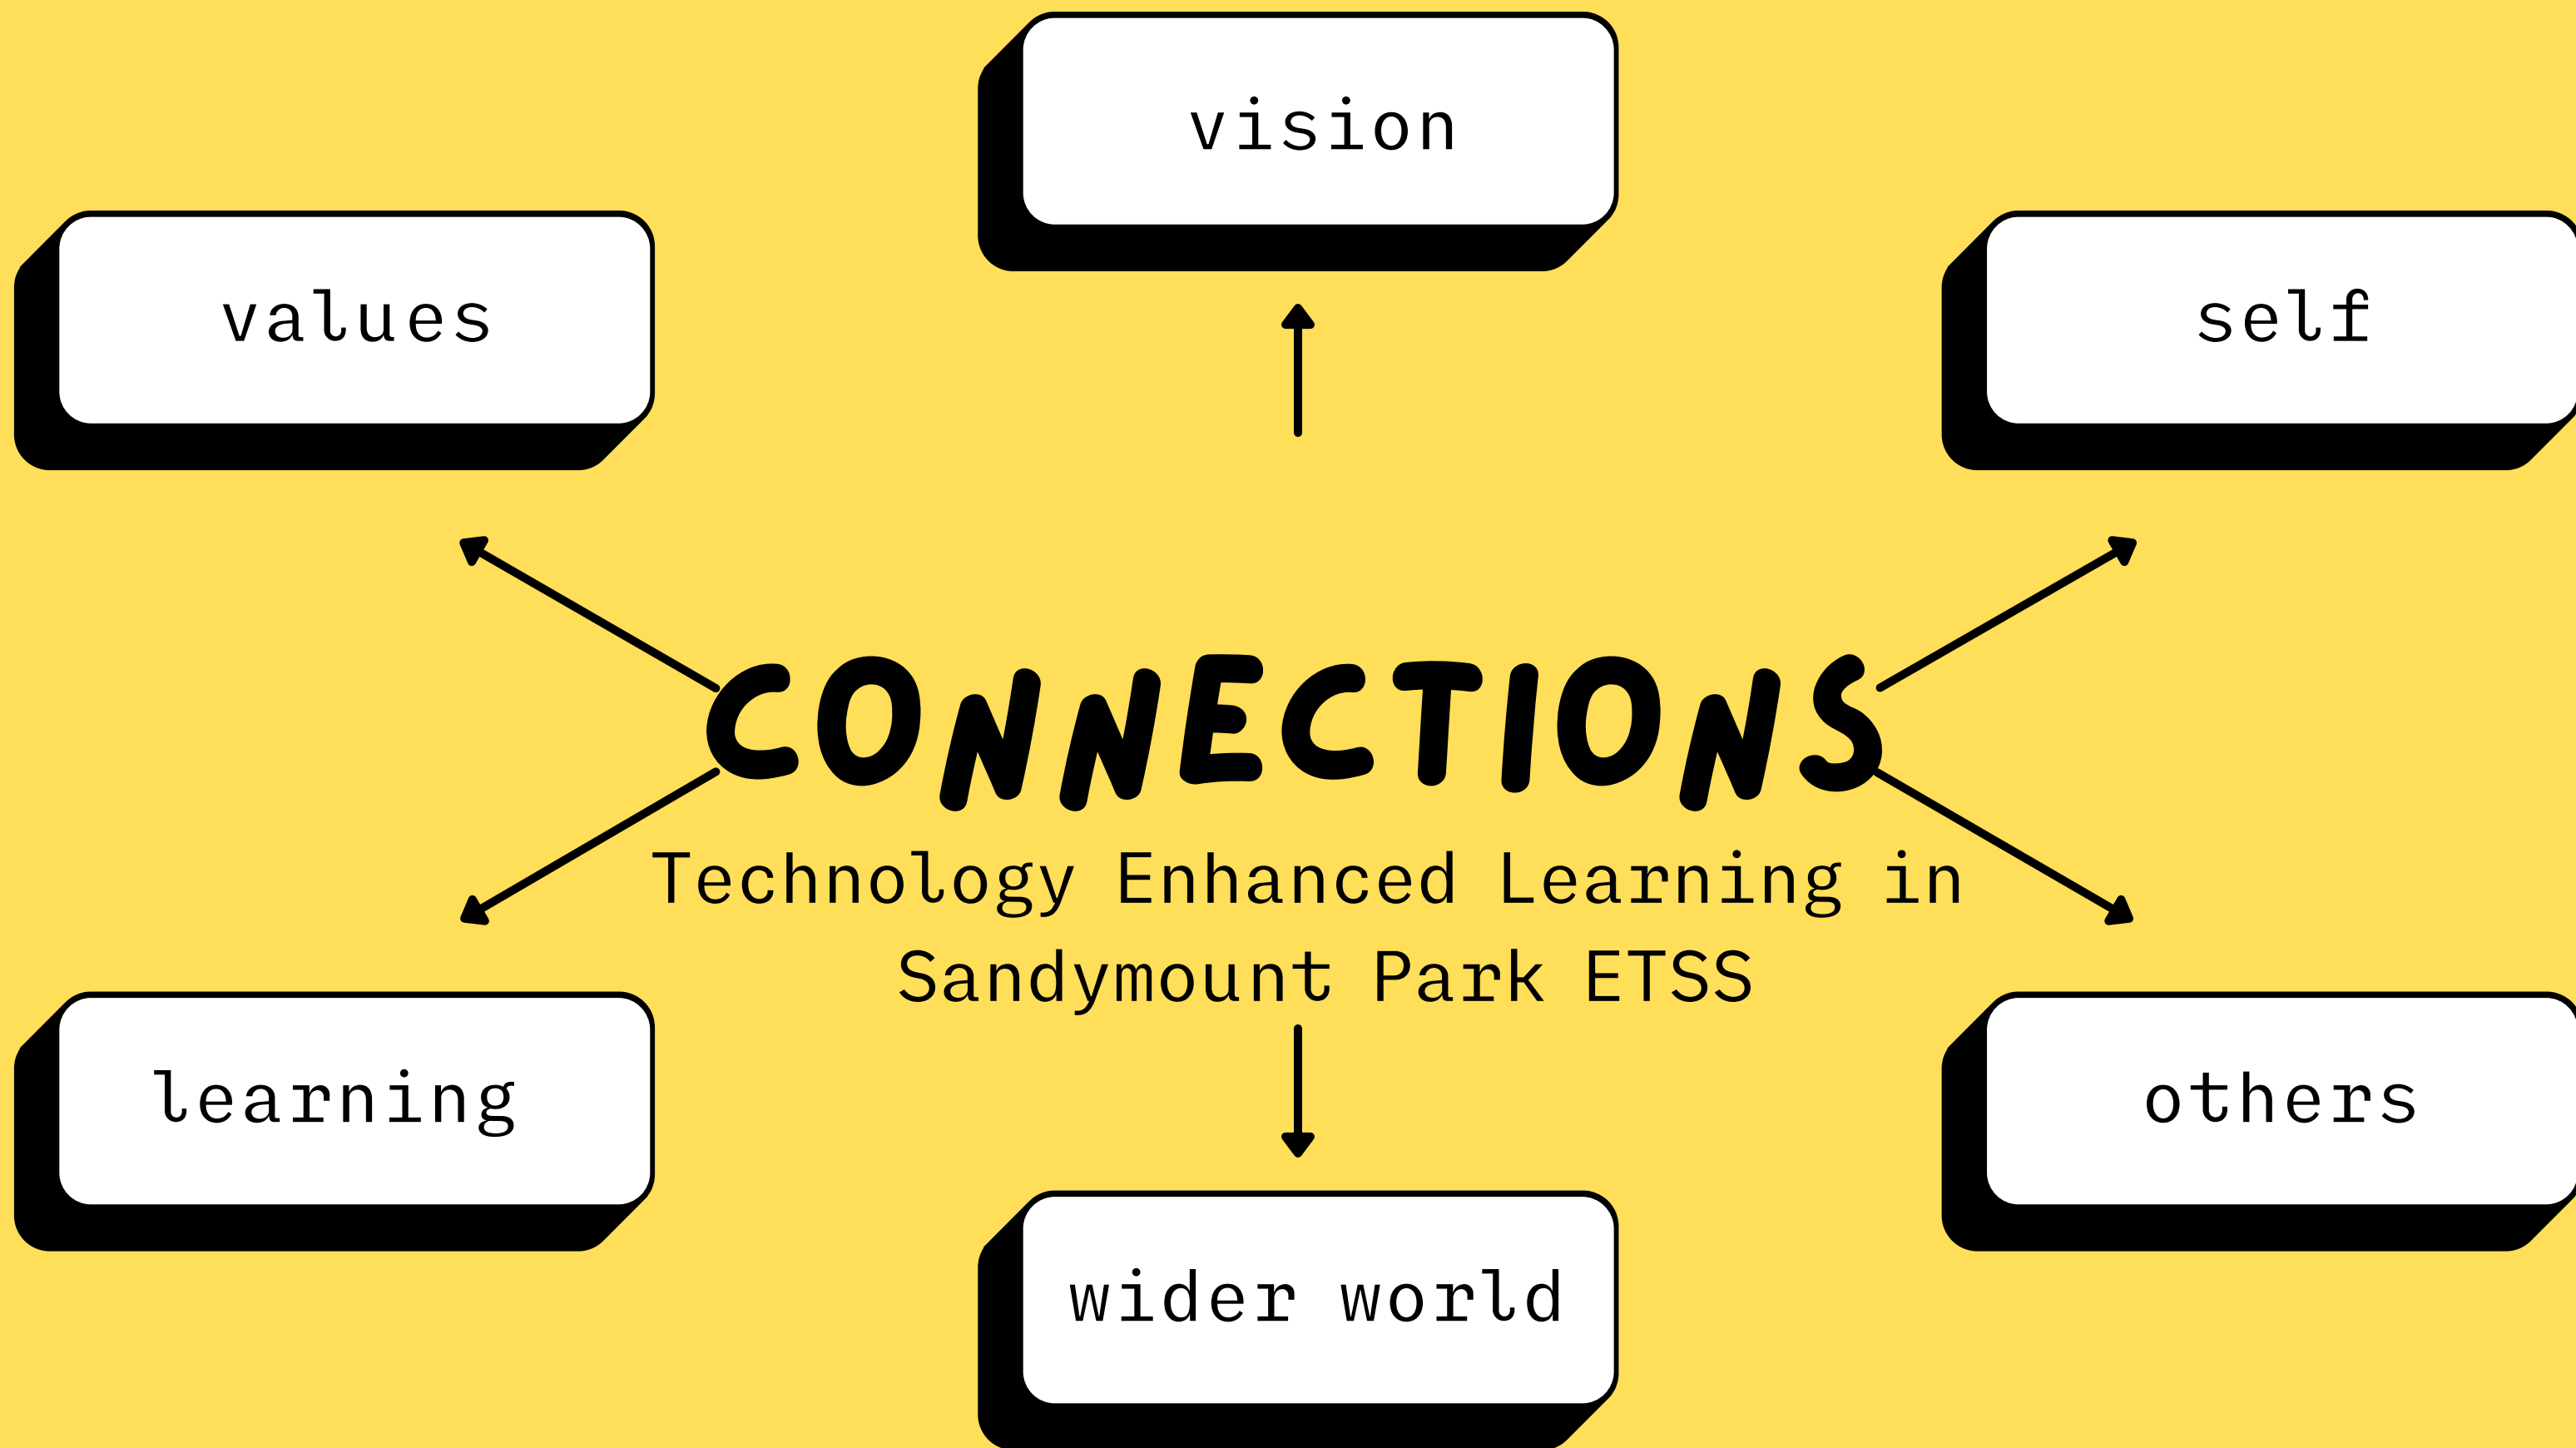 vision
values
self
CONNECTIONS
Technology Enhanced Learning in
Sandymount Park ETSS
learning
others
wider world